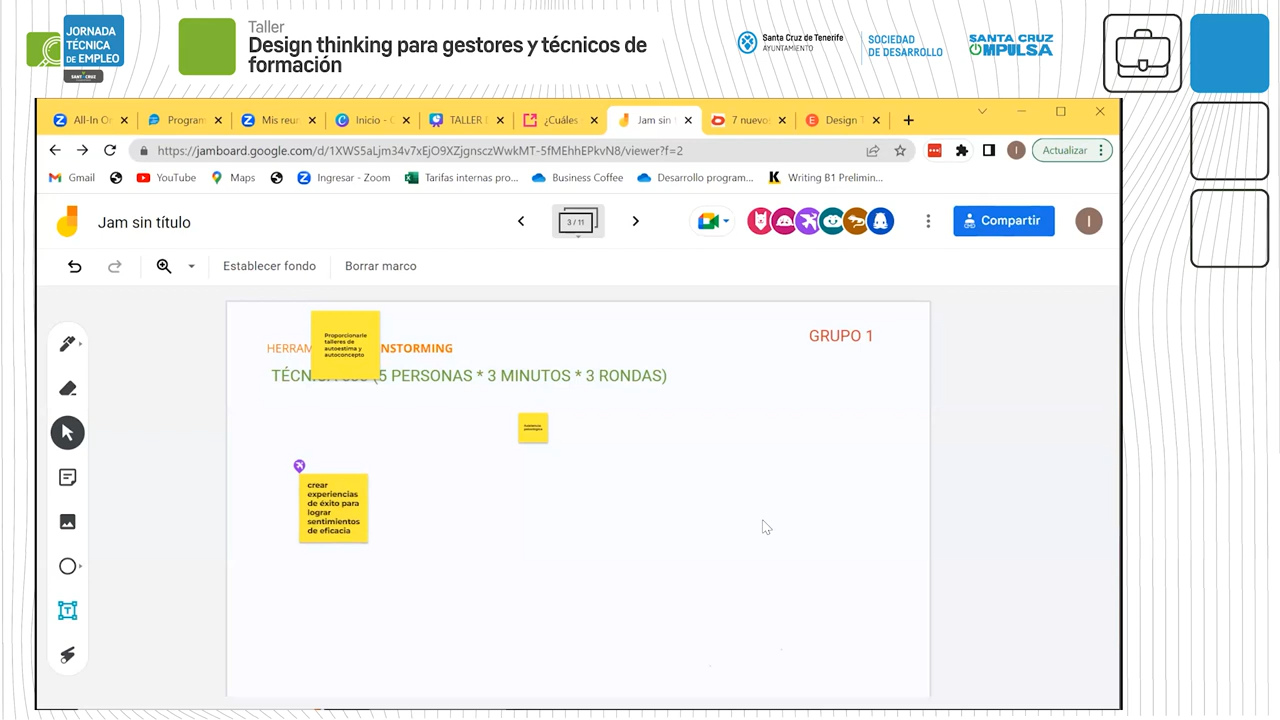 JORNADA
TÉCNICA
DE EMPLEO
Taller
Design thinking para gestores y técnicos de
formación
Santa Cruz de Tenerife
AYUNTAMIENTO
SOCIEDAD
DE DESARROLLO
SANTA CRUZ
IMPULSA
All-In On
Program
Mis reun
Inicio - C
TALLER D
¿Cuáles
Jam sin t
7 nuevos
Design T
https://jamboard.google.com/d/1XWS5aLjm34v7xEjO9XZjgnsczWwkMT-5fMEhhEPkvN8/viewer?f=2
Actualizar
Gmail
YouTube
Maps
Ingresar - Zoom
Tarifas internas pro...
Business Coffee
Desarrollo program...
Writing B1 Prelimin...
Jam sin título
3 / 11
Compartir
I
Establecer fondo
Borrar marco
Proporcionarle
talleres de
autoestima y
autoconcepto
GRUPO 1
HERRAM
NSTORMING
TÉCN
(5 PERSONAS * 3 MINUTOS * 3 RONDAS)
crear
experiencias
de éxito para
lograr
sentimientos
de eficacia